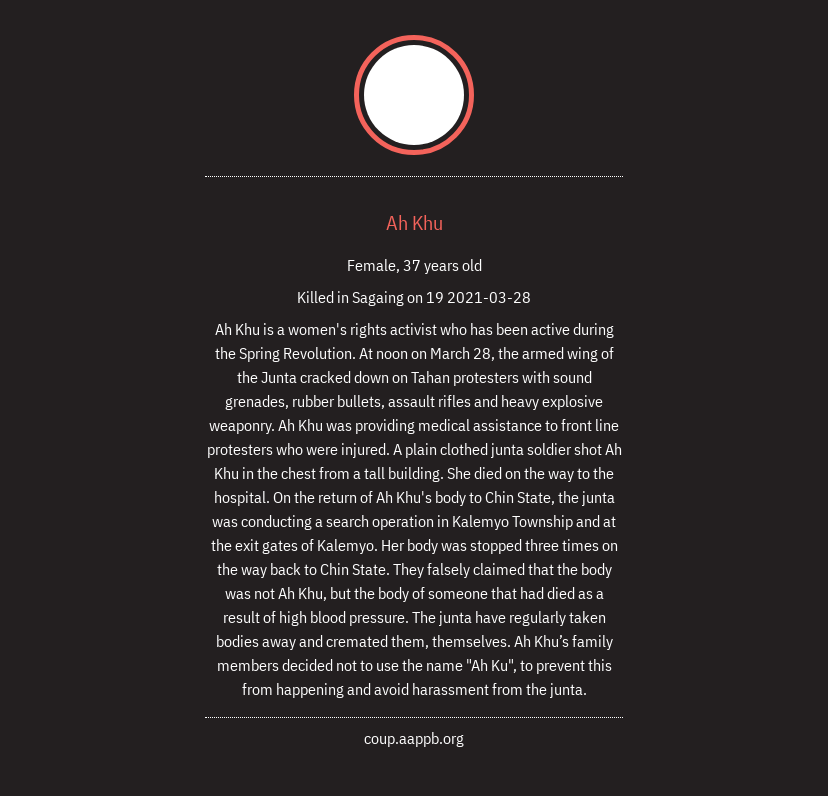 Ah Khu
Female, 37 years old
Killed in Sagaing on 19 2021-03-28
Ah Khu is a women's rights activist who has been active during
the Spring Revolution. At noon on March 28, the armed wing of
the Junta cracked down on Tahan protesters with sound
grenades, rubber bullets, assault rifles and heavy explosive
weaponry. Ah Khu was providing medical assistance to front line
protesters who were injured. A plain clothed junta soldier shot Ah
Khu in the chest from a tall building. She died on the way to the
hospital. On the return of Ah Khu's body to Chin State, the junta
was conducting a search operation in Kalemyo Township and at
the exit gates of Kalemyo. Her body was stopped three times on
the way back to Chin State. They falsely claimed that the body
was not Ah Khu, but the body of someone that had died as a
result of high blood pressure. The junta have regularly taken
bodies away and cremated them, themselves. Ah Khu’s family
members decided not to use the name "Ah Ku", to prevent this
from happening and avoid harassment from the junta.
coup.aappb.org